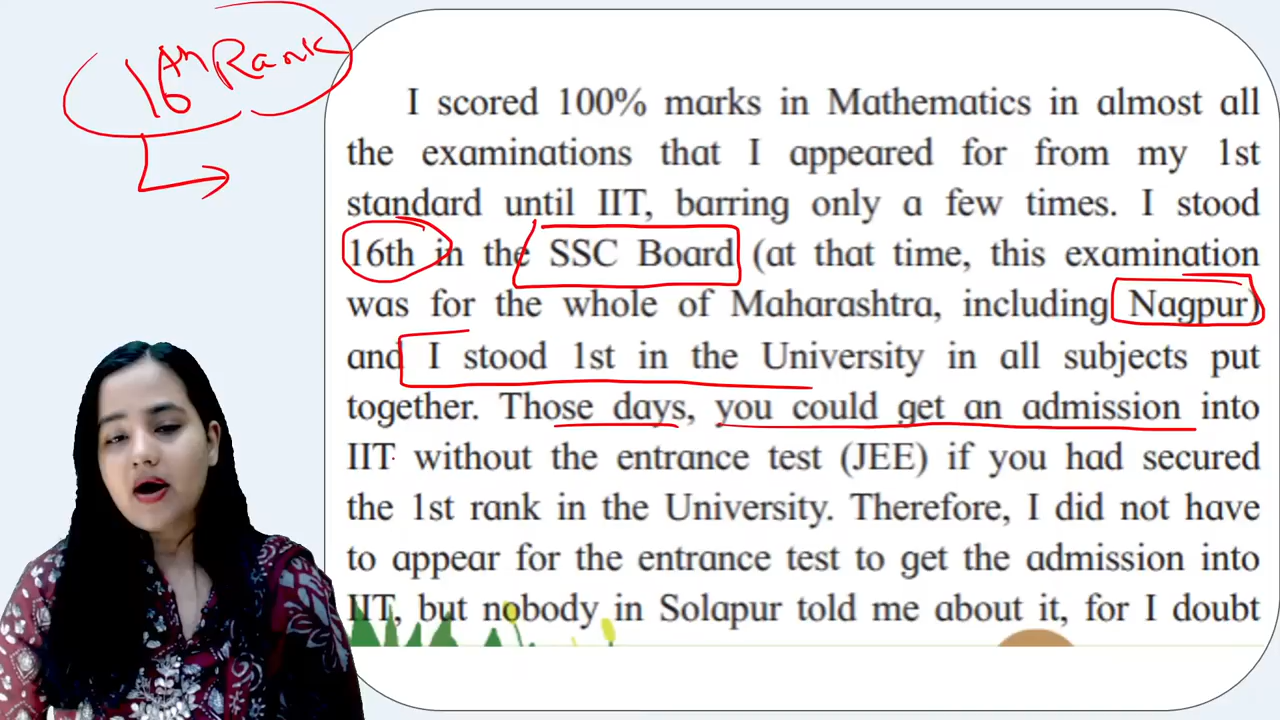 16th Rank
I scored 100% marks in Mathematics in almost all
the examinations that I appeared for from my 1st
standard until IIT, barring only a few times. I stood
16th in the SSC Board (at that time, this examination
was for the whole of Maharashtra, including Nagpur)
and I stood 1st in the University in all subjects put
together. Those days, you could get an admission into
IIT without the entrance test (JEE) if you had secured
the 1st rank in the University. Therefore, I did not have
to appear for the entrance test to get the admission into
IIT, but nobody in Solapur told me about it, for I doubt